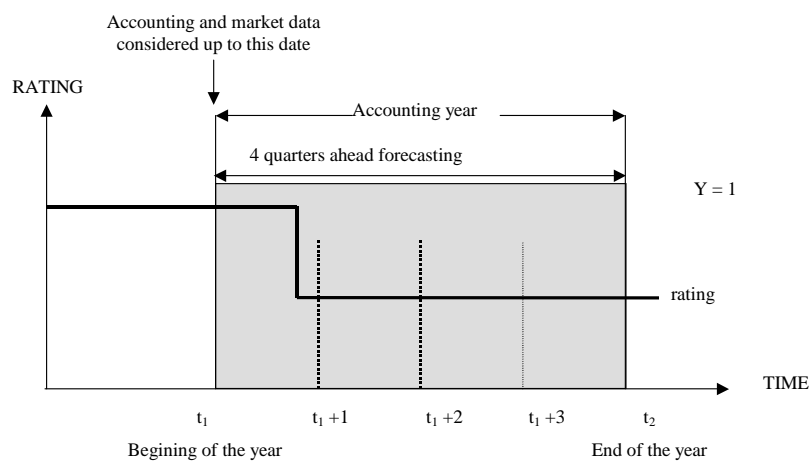 Accounting and market data
considered up to this date
RATING
Accounting year
4 quarters ahead forecasting
Y = 1
rating
TIME
t₁ t₁ +1 t₁ +2 t₁ +3 t₂
Begining of the year End of the year